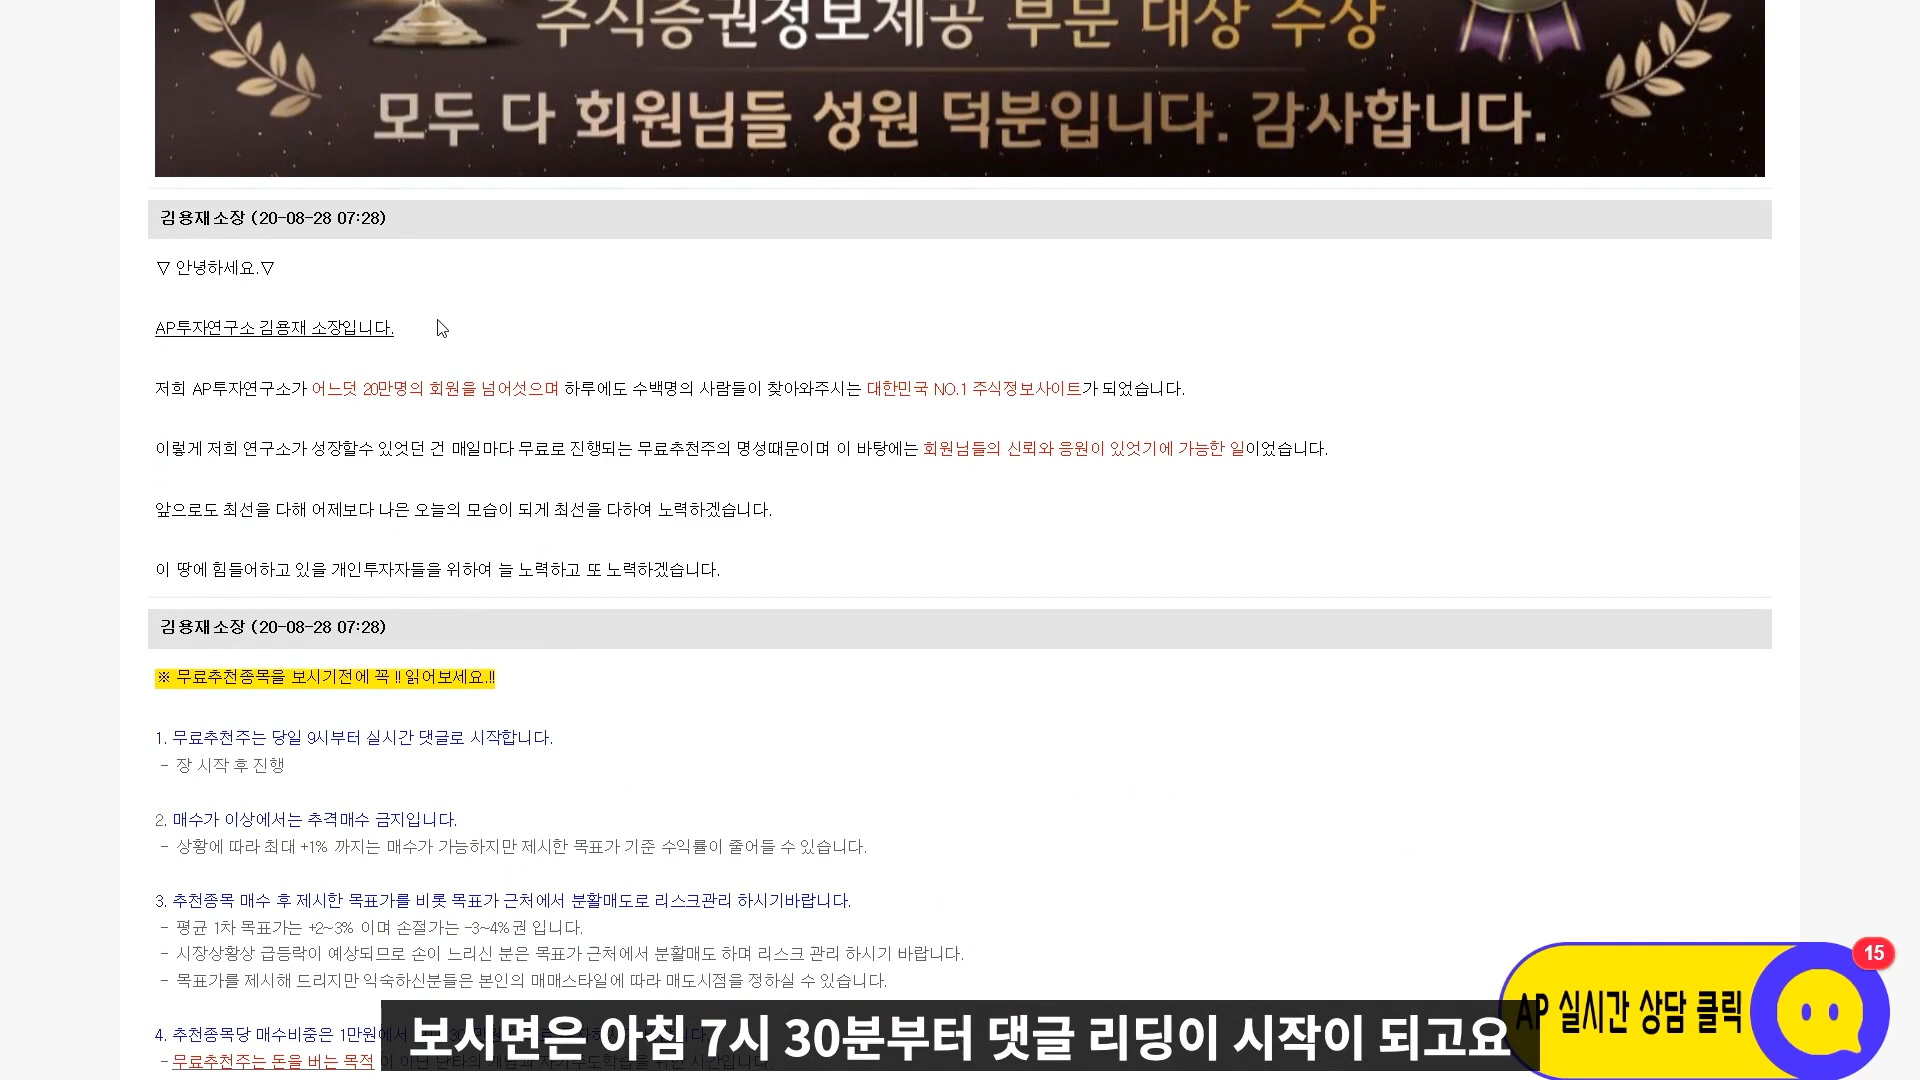 주식증권정보제공 부문 대상 수상
모두 다 회원님들 성원 덕분입니다. 감사합니다.
김용재소장 (20-08-28 07:28)
▽ 안녕하세요.▽
AP투자연구소 김용재 소장입니다.
저희 AP투자연구소가 어느덧 20만명의 회원을 넘어섯으며 하루에도 수백명의 사람들이 찾아와주시는 대한민국 NO.1 주식정보사이트가 되었습니다.
이렇게 저희 연구소가 성장할수 있엇던 건 매일마다 무료로 진행되는 무료추천주의 명성때문이며 이 바탕에는 회원님들의 신뢰와 응원이 있엇기에 가능한 일이었습니다.
앞으로도 최선을 다해 어제보다 나은 오늘의 모습이 되게 최선을 다하여 노력하겠습니다.
이 땅에 힘들어하고 있을 개인투자자들을 위하여 늘 노력하고 또 노력하겠습니다.
김용재소장 (20-08-28 07:28)
※ 무료추천종목을 보시기전에 꼭 !! 읽어보세요.!!
1. 무료추천주는 당일 9시부터 실시간 댓글로 시작합니다.
- 장 시작 후 진행
2. 매수가 이상에서는 추격매수 금지입니다.
- 상황에 따라 최대 +1% 까지는 매수가 가능하지만 제시한 목표가 기준 수익률이 줄어들 수 있습니다.
3. 추천종목 매수 후 제시한 목표가를 비롯 목표가 근처에서 분할매도로 리스크관리 하시기바랍니다.
- 평균 1차 목표가는 +2~3% 이며 손절가는 -3~4%권 입니다.
- 시장상황상 급등락이 예상되므로 손이 느리신 분은 목표가 근처에서 분할매도 하며 리스크 관리 하시기 바랍니다.
- 목표가를 제시해 드리지만 익숙하신분들은 본인의 매매스타일에 따라 매도시점을 정하실 수 있습니다.
4. 추천종목당 매수비중은 1만원에서
- 무료추천주는 돈을 버는 목적
보시면은 아침 7시 30분부터 댓글 리딩이 시작이 되고요
AP 실시간 상담 클릭
15